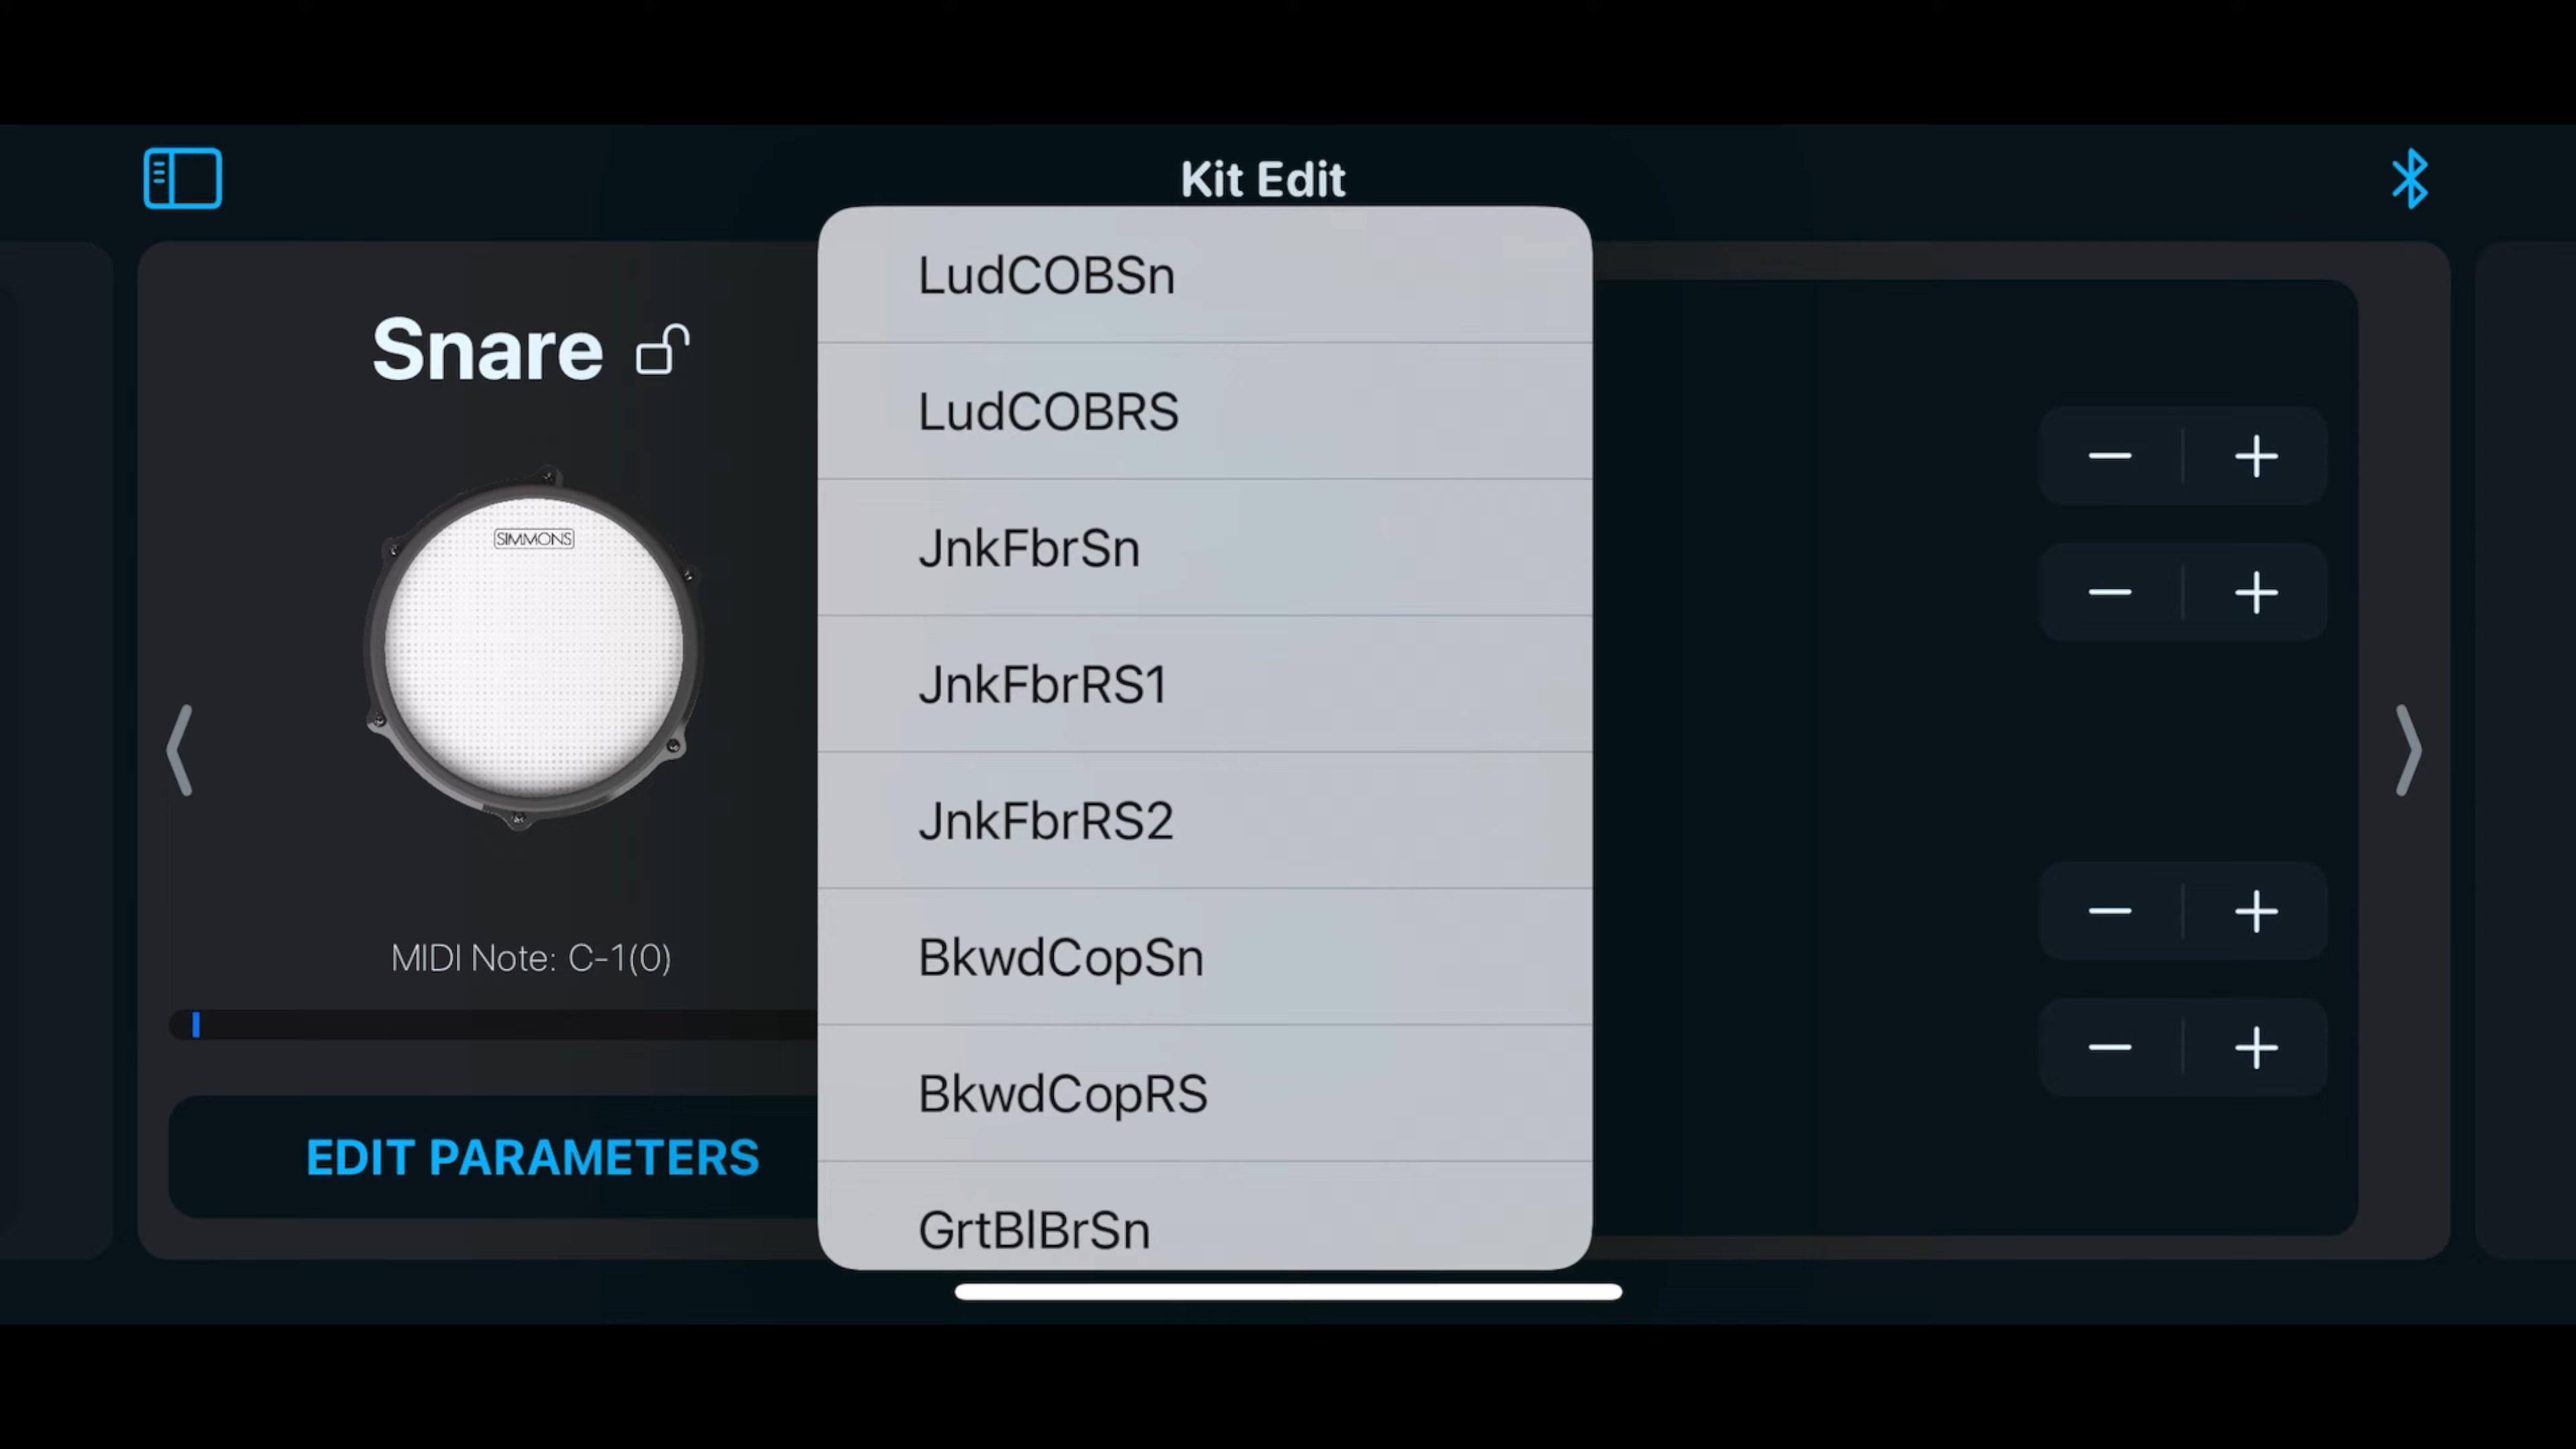 Kit Edit
Snare
SIMMONS
MIDI Note: C-1(0)
EDIT PARAMETERS
LudCOBSn
LudCOBRS
JnkFbrSn
JnkFbrRS1
JnkFbrRS2
BkwdCopSn
BkwdCopRS
GrtBlBrSn